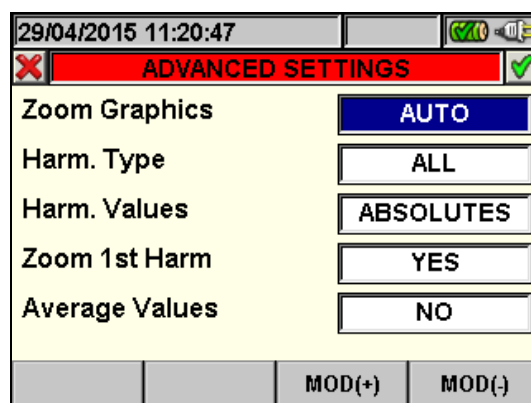 29/04/2015 11:20:47
ADVANCED SETTINGS
Zoom Graphics AUTO
Harm. Type ALL
Harm. Values ABSOLUTES
Zoom 1st Harm YES
Average Values NO
MOD(+) MOD(-)